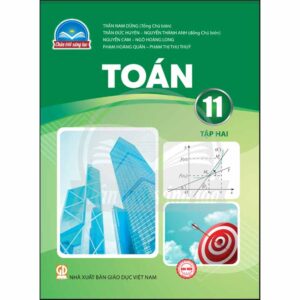 Chân trời sáng tạo
TRẦN NAM DŨNG (Tổng Chủ biên)
TRẦN ĐỨC HUYÊN – NGUYỄN THÀNH ANH (đồng Chủ biên)
NGUYỄN CAM – NGÔ HOÀNG LONG
PHẠM HOÀNG QUÂN – PHẠM THỊ THU THUỶ
TOÁN
11
TẬP HAI
NHÀ XUẤT BẢN GIÁO DỤC VIỆT NAM